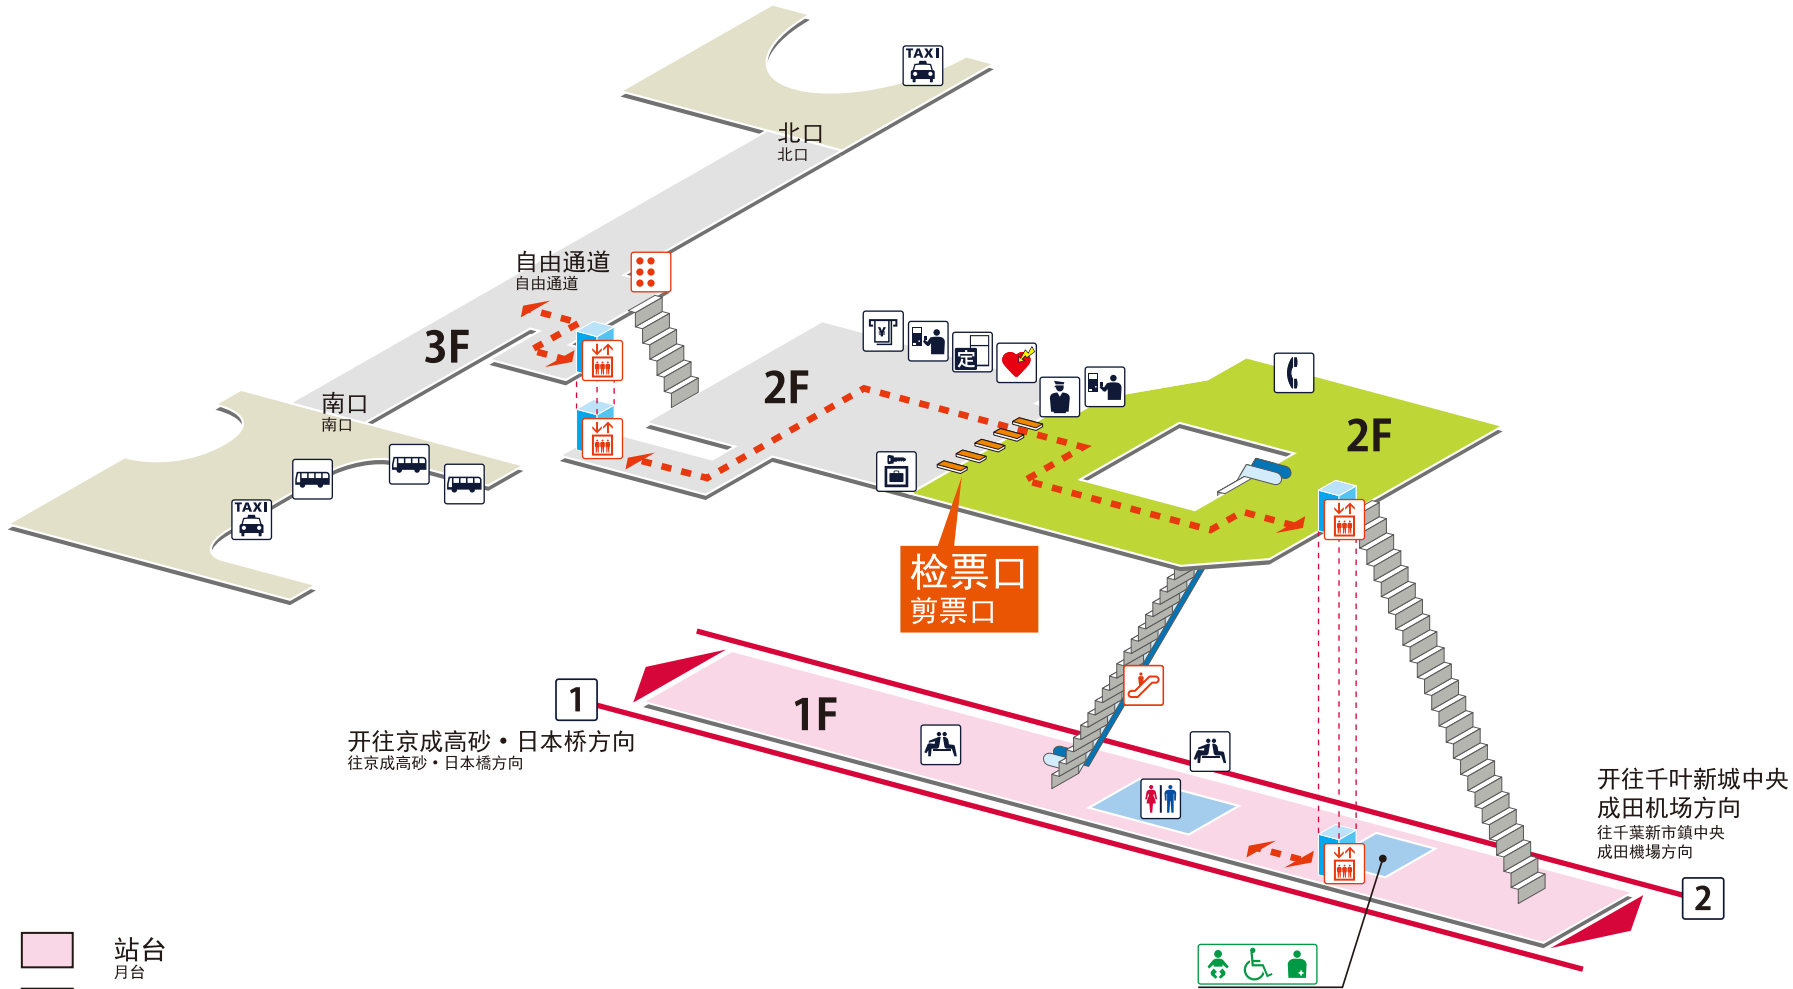 TAXI
北口
北口
自由通道
自由通道
3F
2F
¥
定
2F
南口
南口
TAXI
检票口
剪票口
1
1F
开往京成高砂・日本桥方向
往京成高砂・日本橋方向
开往千叶新城中央
成田机场方向
往千葉新市鎮中央
成田機場方向
2
站台
月台